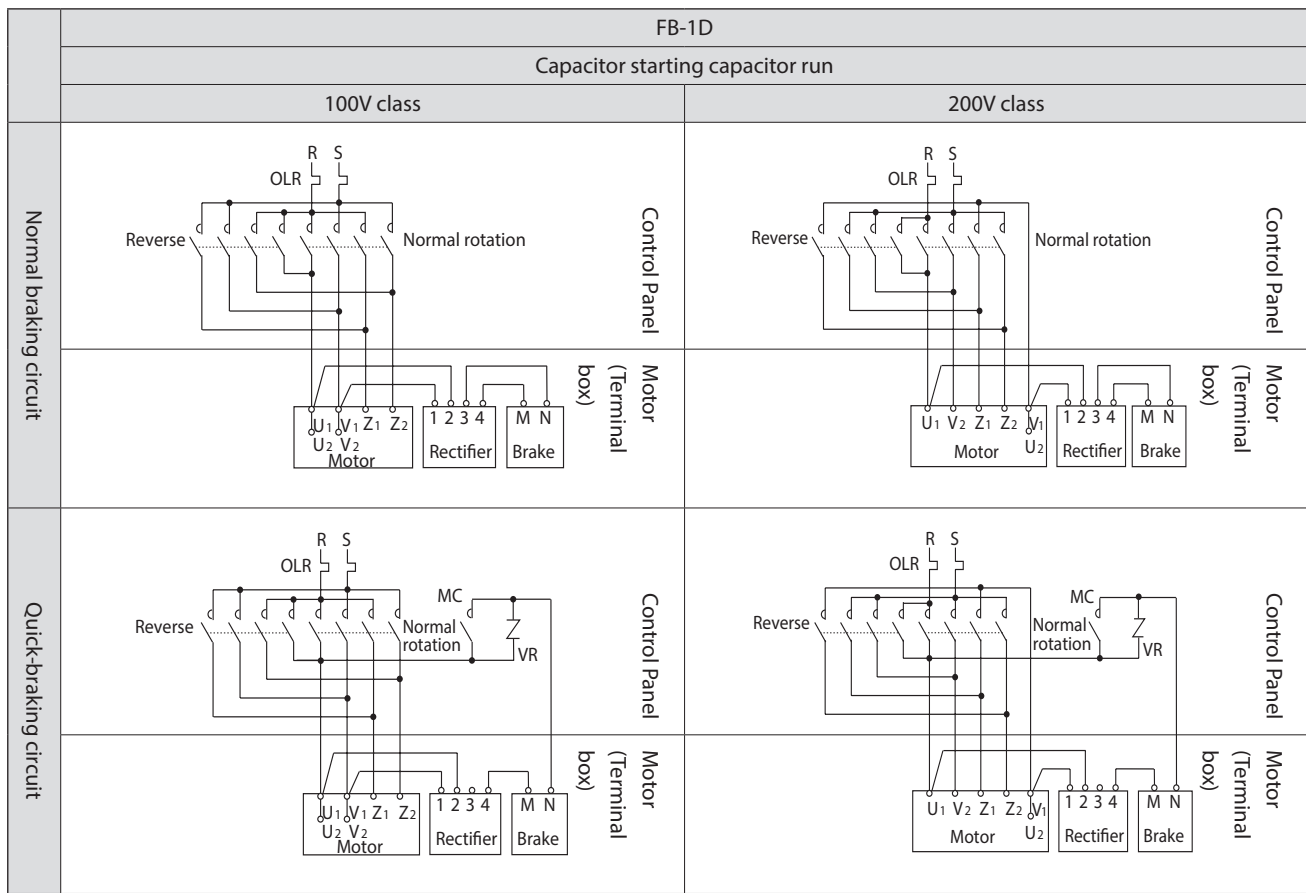 FB-1D
Capacitor starting capacitor run
100V class
200V class
Normal braking circuit
R S
OLR
Reverse
Normal rotation
Control Panel
Motor
(Terminal
box)
U1 V1 Z1 Z2
U2 V2
Motor
1 2 3 4
Rectifier
M N
Brake
R S
OLR
Reverse
Normal rotation
Control Panel
Motor
(Terminal
box)
U1 V2 Z1 Z2 V1
U2
Motor
1 2 3 4
Rectifier
M N
Brake
Quick-braking circuit
R S
OLR
MC
Reverse
Normal
rotation
VR
Control Panel
Motor
(Terminal
box)
U1 V1 Z1 Z2
U2 V2
Motor
1 2 3 4
Rectifier
M N
Brake
R S
OLR
MC
Reverse
Normal
rotation
VR
Control Panel
Motor
(Terminal
box)
U1 V2 Z1 Z2 V1
U2
Motor
1 2 3 4
Rectifier
M N
Brake